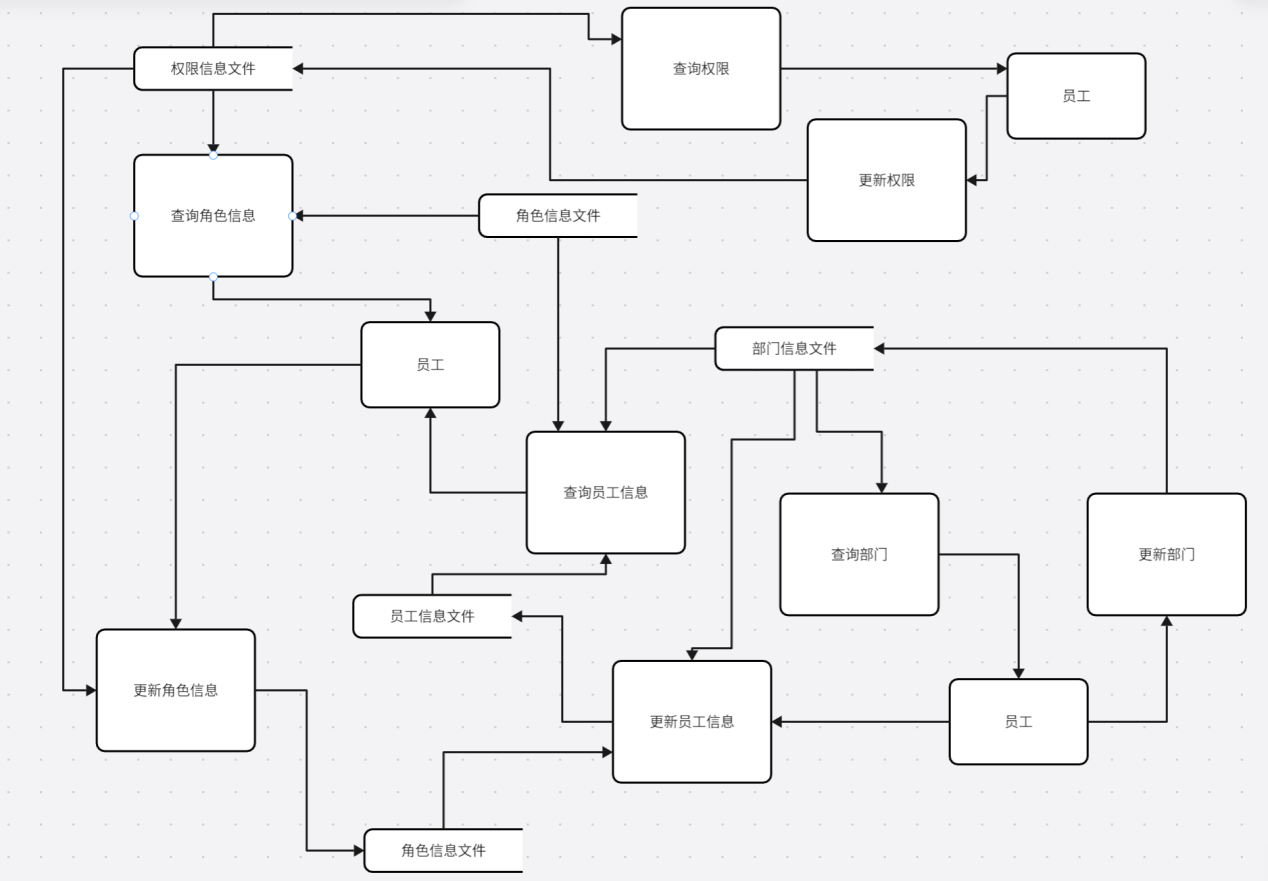 权限信息文件
查询权限
员工
更新权限
查询角色信息
角色信息文件
员工
部门信息文件
查询员工信息
查询部门
更新部门
员工信息文件
更新角色信息
更新员工信息
员工
角色信息文件